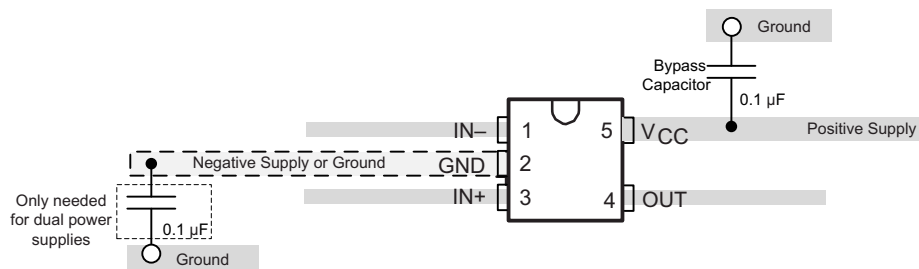 Ground
Bypass
Capacitor
0.1 µF
IN– 1 5 VCC Positive Supply
Negative Supply or Ground GND 2
IN+ 3 4 OUT
Only needed
for dual power
supplies
0.1 µF
Ground